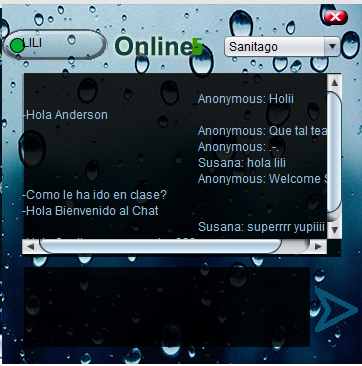 LILI
Online 5
Sanitago
Anonymous: Holii
-Hola Anderson
Anonymous: Que tal tea
Anonymous: .-.
Susana: hola lili
Anonymous: Welcome S
-Como le ha ido en clase?
-Hola Bienvenido al Chat
Susana: superrrr yupiiii